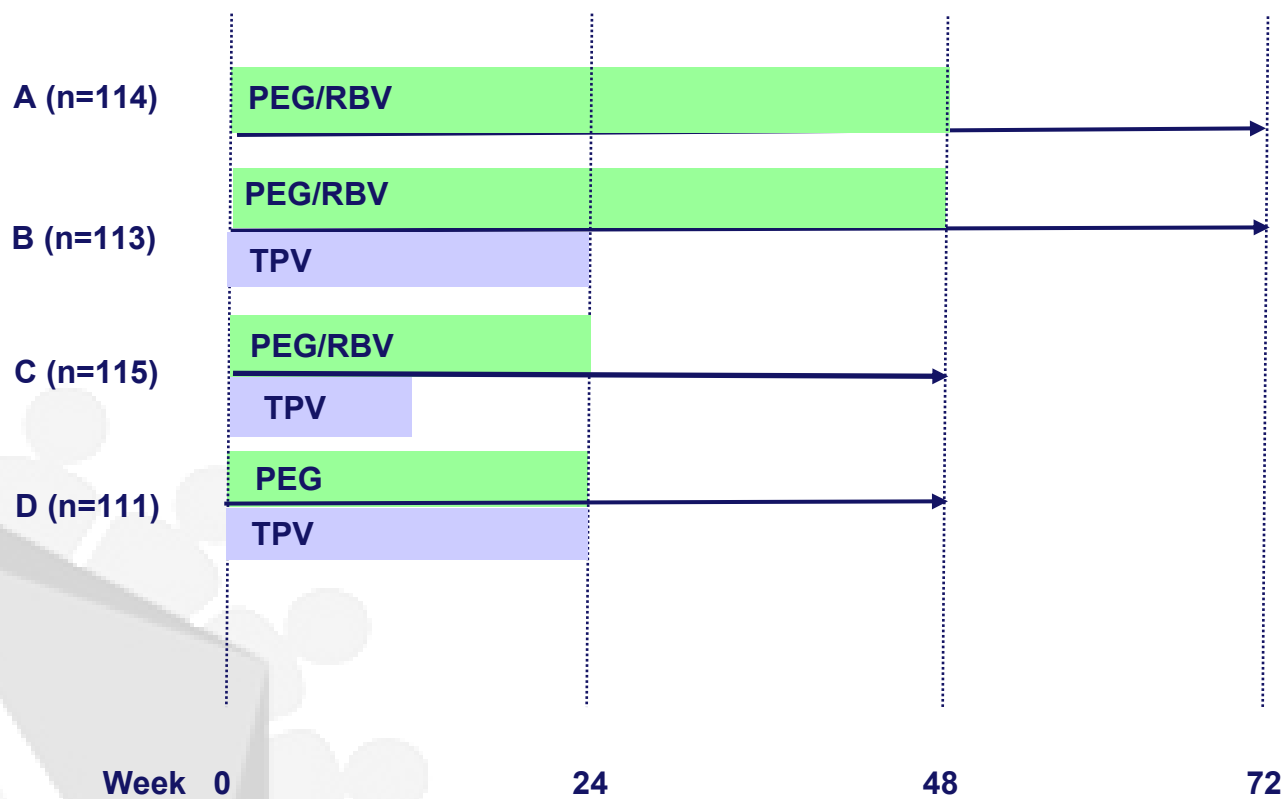 A (n=114)
PEG/RBV
B (n=113)
PEG/RBV
TPV
C (n=115)
PEG/RBV
TPV
D (n=111)
PEG
TPV
Week 0 24 48 72